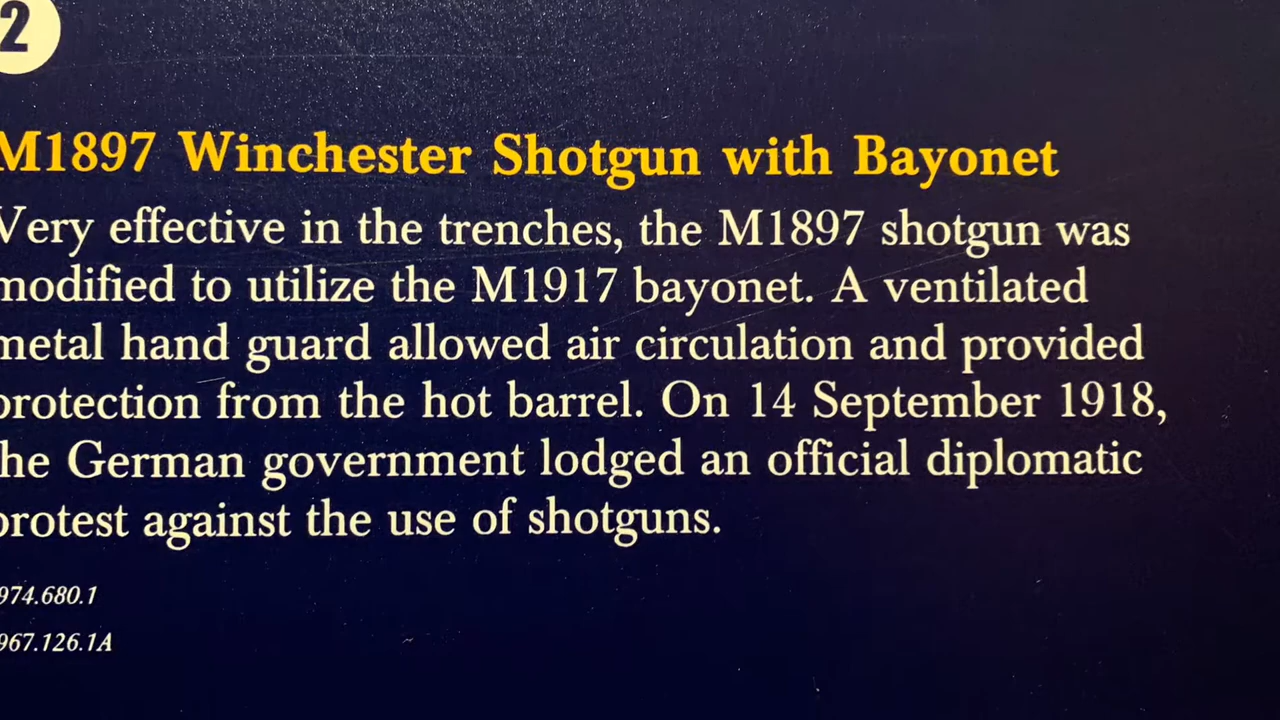 2
M1897 Winchester Shotgun with Bayonet
Very effective in the trenches, the M1897 shotgun was
modified to utilize the M1917 bayonet. A ventilated
metal hand guard allowed air circulation and provided
protection from the hot barrel. On 14 September 1918,
the German government lodged an official diplomatic
protest against the use of shotguns.
974.680.1
967.126.1A